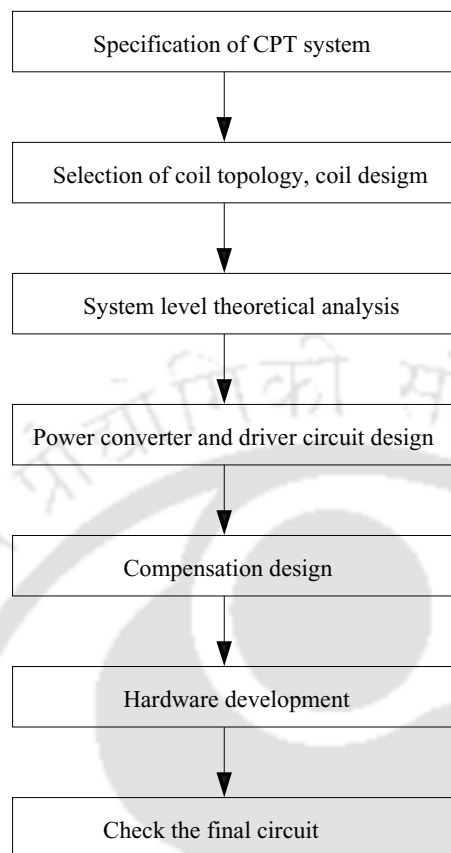 Specification of CPT system
Selection of coil topology, coil desigm
System level theoretical analysis
Power converter and driver circuit design
Compensation design
Hardware development
Check the final circuit